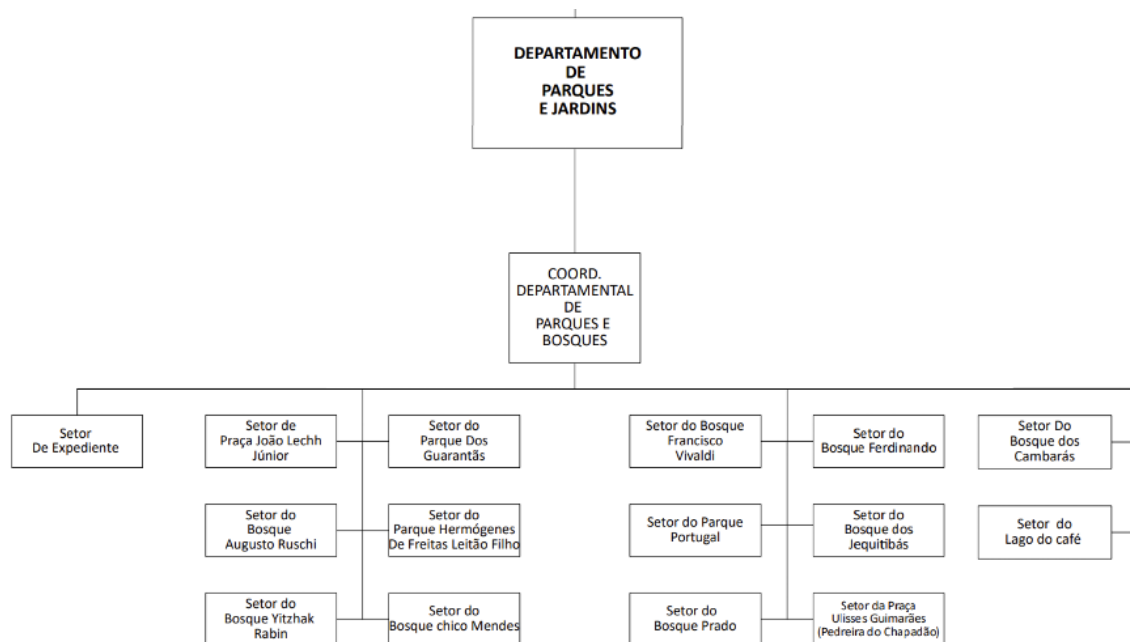 DEPARTAMENTO
DE
PARQUES
E JARDINS
COORD.
DEPARTAMENTAL
DE
PARQUES E
BOSQUES
Setor
De Expediente
Setor de
Praça João Lechh
Júnior
Setor do
Parque Dos
Guarantãs
Setor do Bosque
Francisco
Vivaldi
Setor do
Bosque Ferdinando
Setor Do
Bosque dos
Cambarás
Setor do
Bosque
Augusto Ruschi
Setor do
Parque Hermógenes
De Freitas Leitão Filho
Setor do Parque
Portugal
Setor do
Bosque dos
Jequitibás
Setor do
Lago do café
Setor do
Bosque Yitzhak
Rabin
Setor do
Bosque chico Mendes
Setor do
Bosque Prado
Setor da Praça
Ulisses Guimarães
(Pedreira do Chapadão)